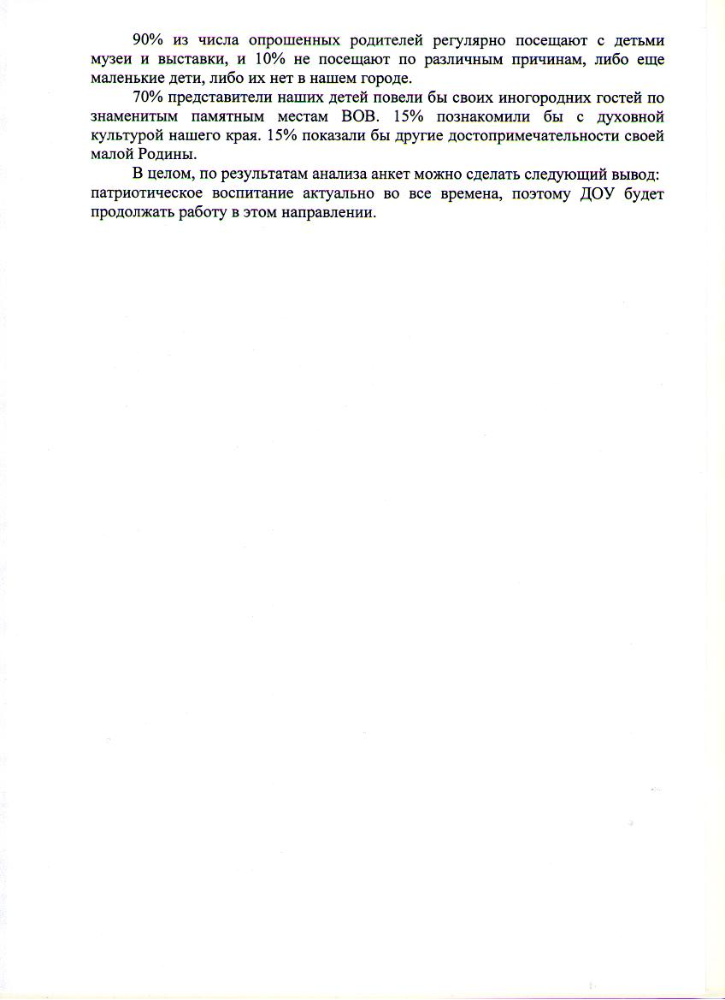 90% из числа опрошенных родителей регулярно посещают с детьми
музеи и выставки, и 10% не посещают по различным причинам, либо еще
маленькие дети, либо их нет в нашем городе.
70% представители наших детей повели бы своих иногородних гостей по
знаменитым памятным местам ВОВ. 15% познакомили бы с духовной
культурой нашего края. 15% показали бы другие достопримечательности своей
малой Родины.
В целом, по результатам анализа анкет можно сделать следующий вывод:
патриотическое воспитание актуально во все времена, поэтому ДОУ будет
продолжать работу в этом направлении.